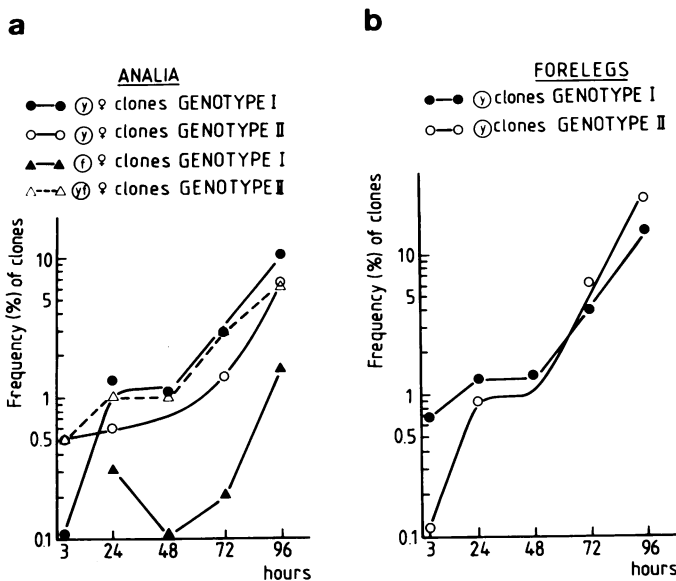 a
ANALIA
y ♀ clones GENOTYPE I
y ♀ clones GENOTYPE II
f ♀ clones GENOTYPE I
yf ♀ clones GENOTYPE II
Frequency (%) of clones
10
5
1
0.5
0.1
3 24 48 72 96
hours
b
FORELEGS
y clones GENOTYPE I
y clones GENOTYPE II
Frequency (%) of clones
10
5
1
0.5
0.1
3 24 48 72 96
hours